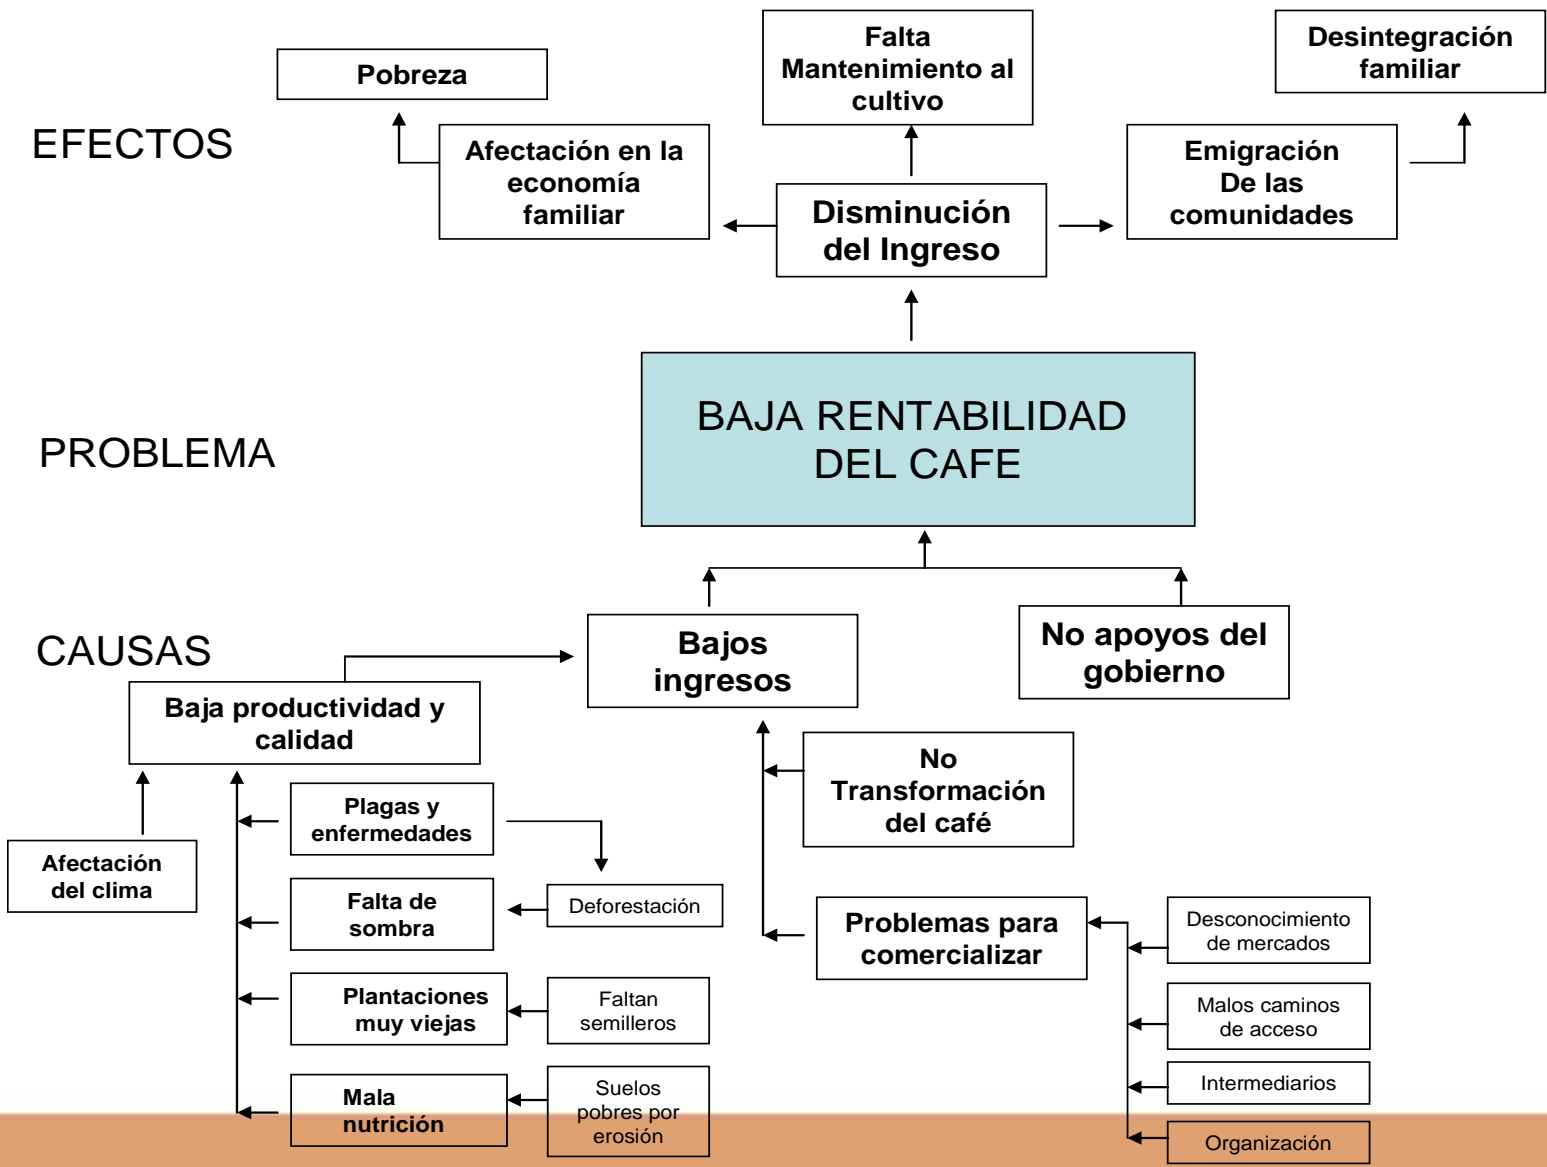 Falta
Mantenimiento al
cultivo
Desintegración
familiar
Pobreza
EFECTOS
Afectación en la
economía
familiar
Emigración
De las
comunidades
Disminución
del Ingreso
PROBLEMA
BAJA RENTABILIDAD
DEL CAFE
CAUSAS
Bajos
ingresos
No apoyos del
gobierno
Baja productividad y
calidad
No
Transformación
del café
Plagas y
enfermedades
Afectación
del clima
Falta de
sombra
Deforestación
Problemas para
comercializar
Desconocimiento
de mercados
Plantaciones
muy viejas
Faltan
semilleros
Malos caminos
de acceso
Intermediarios
Mala
nutrición
Suelos
pobres por
erosión
Organización